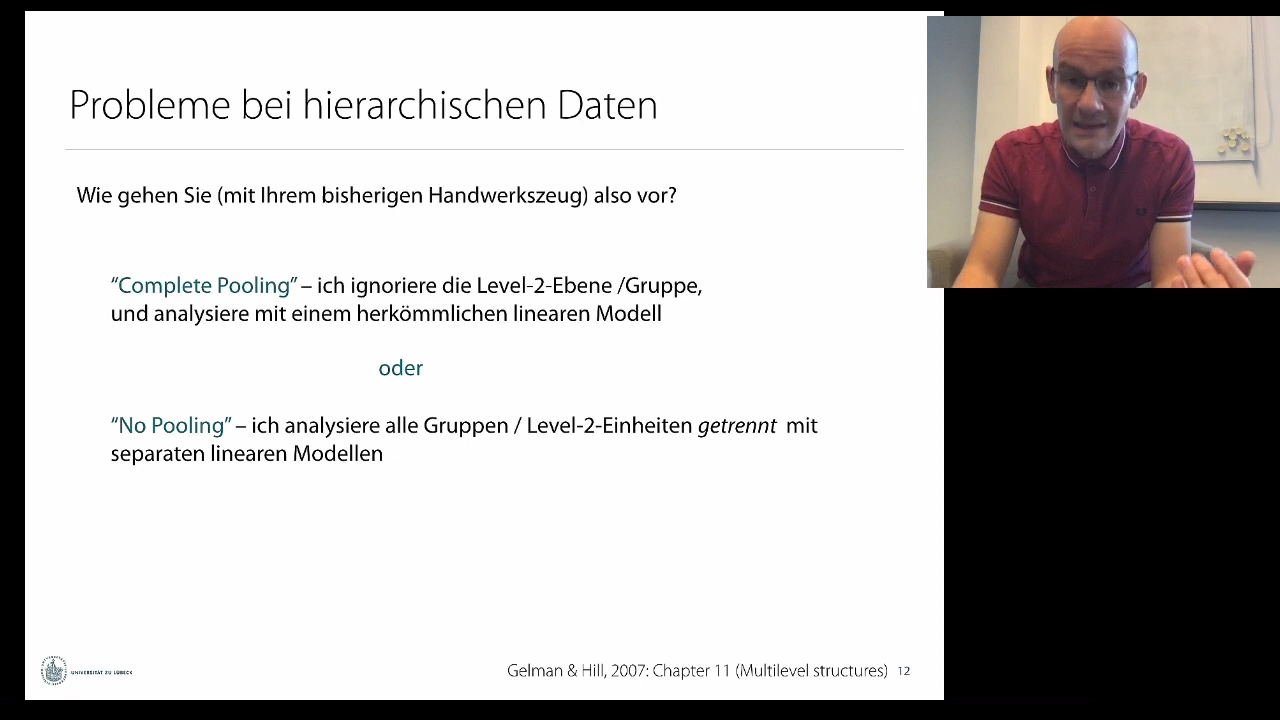 Probleme bei hierarchischen Daten
Wie gehen Sie (mit Ihrem bisherigen Handwerkszeug) also vor?
“Complete Pooling” – ich ignoriere die Level-2-Ebene /Gruppe,
und analysiere mit einem herkömmlichen linearen Modell
oder
“No Pooling” – ich analysiere alle Gruppen / Level-2-Einheiten getrennt mit
separaten linearen Modellen
UNIVERSITÄT ZU LÜBECK
Gelman & Hill, 2007: Chapter 11 (Multilevel structures) 12